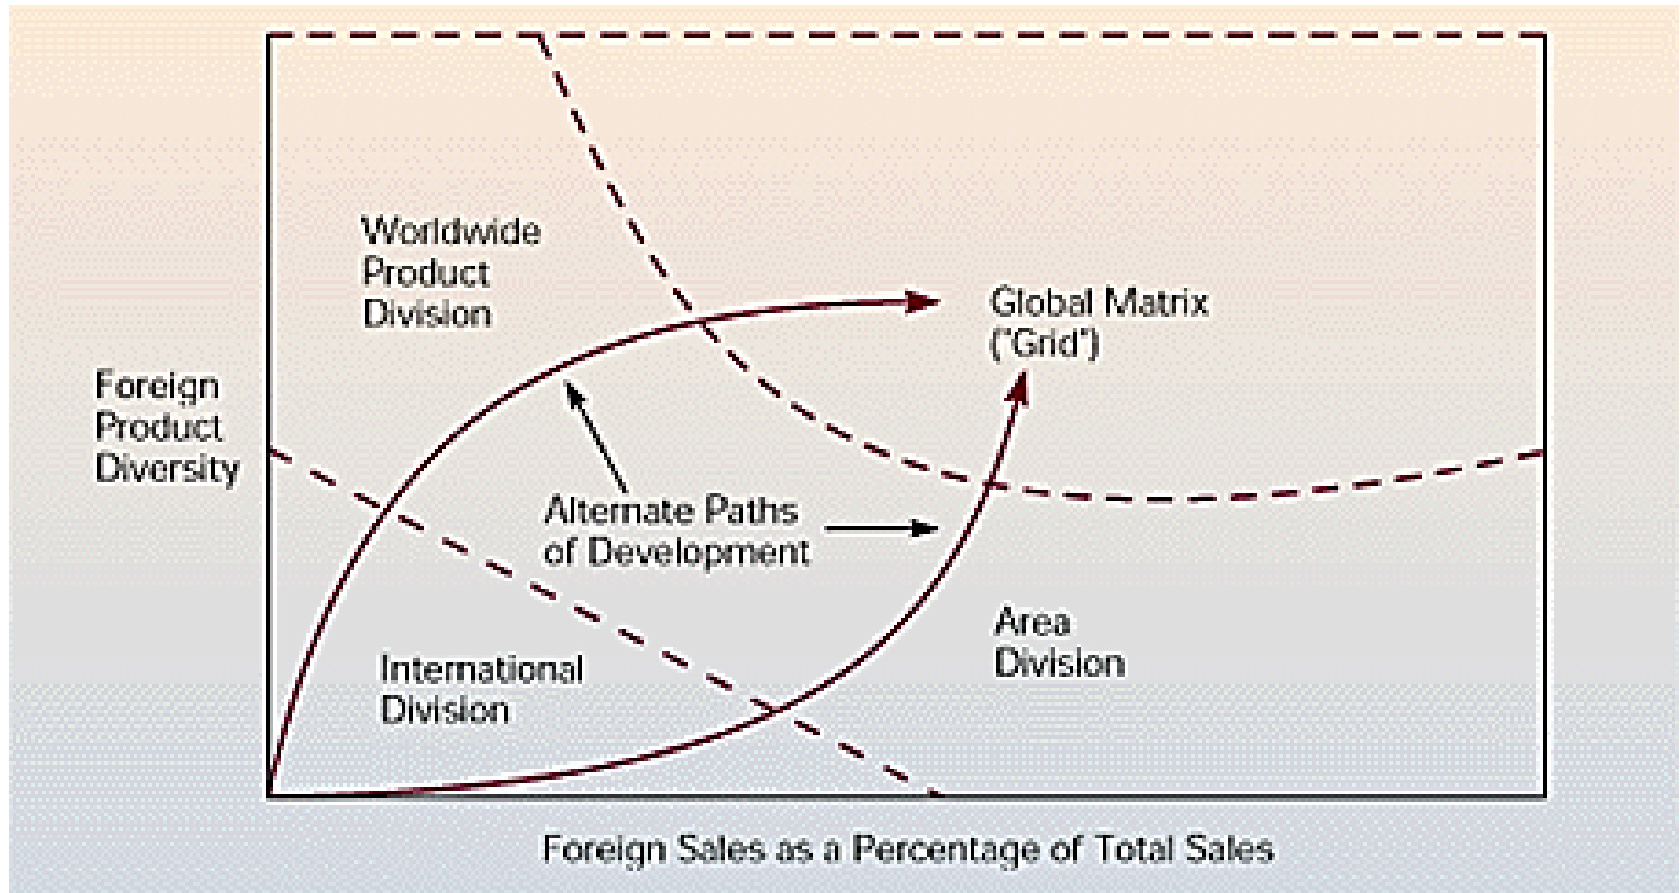 Worldwide
Product
Division
Global Matrix
("Grid")
Foreign
Product
Diversity
Alternate Paths
of Development
Area
Division
International
Division
Foreign Sales as a Percentage of Total Sales